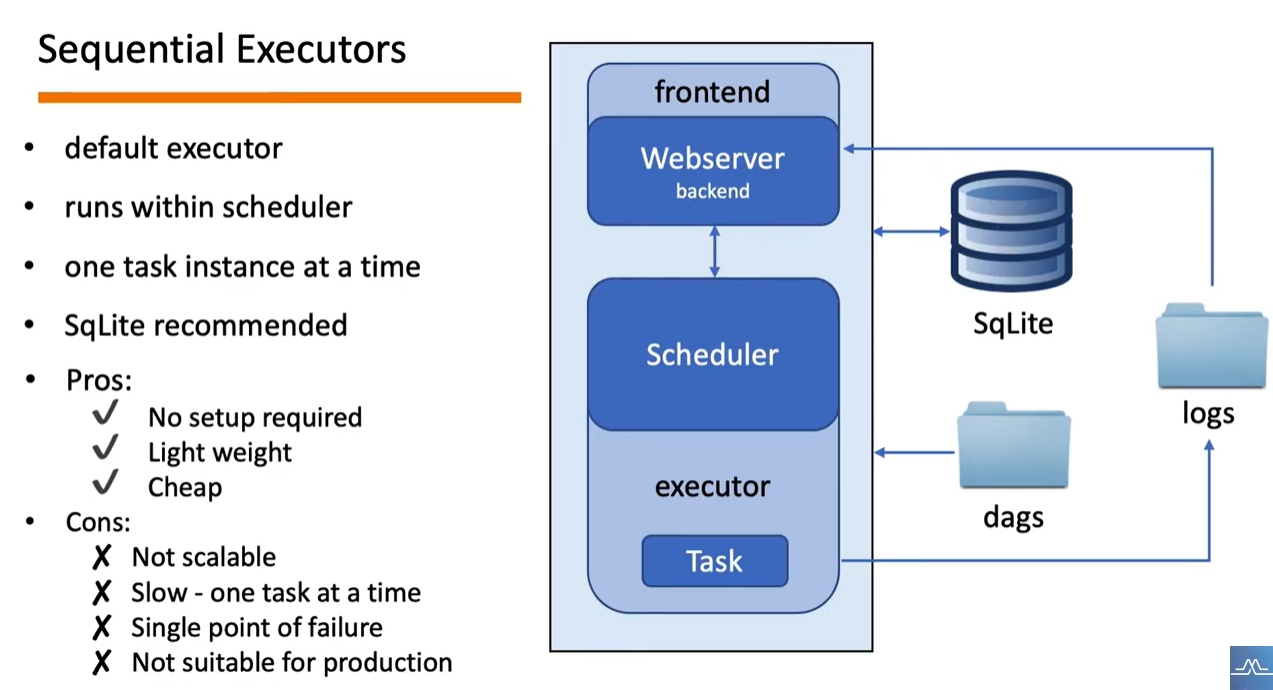 Sequential Executors
• default executor
• runs within scheduler
• one task instance at a time
• SqLite recommended
• Pros:
✓ No setup required
✓ Light weight
✓ Cheap
• Cons:
✗ Not scalable
✗ Slow - one task at a time
✗ Single point of failure
✗ Not suitable for production
frontend
Webserver
backend
Scheduler
executor
Task
SqLite
dags
logs